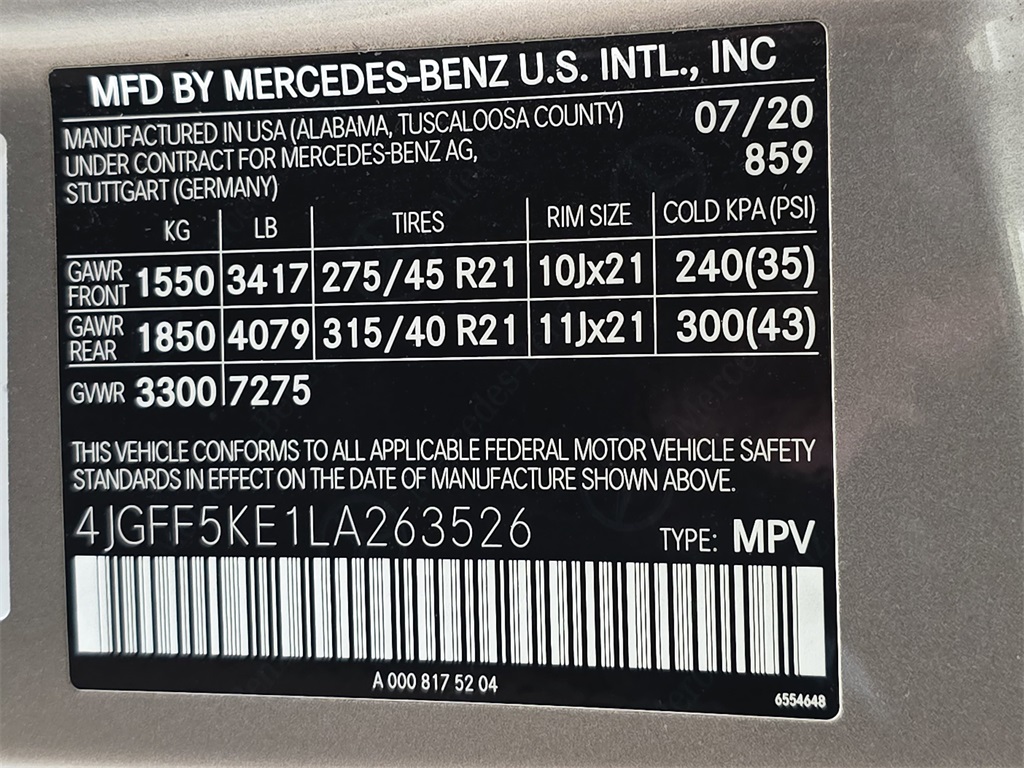 MFD BY MERCEDES-BENZ U.S. INTL., INC
MANUFACTURED IN USA (ALABAMA, TUSCALOOSA COUNTY) 07/20
UNDER CONTRACT FOR MERCEDES-BENZ AG, 859
STUTTGART (GERMANY)
KG LB TIRES RIM SIZE COLD KPA (PSI)
GAWR FRONT 1550 3417 275/45 R21 10Jx21 240(35)
GAWR REAR 1850 4079 315/40 R21 11Jx21 300(43)
GVWR 3300 7275
THIS VEHICLE CONFORMS TO ALL APPLICABLE FEDERAL MOTOR VEHICLE SAFETY
STANDARDS IN EFFECT ON THE DATE OF MANUFACTURE SHOWN ABOVE.
4JGFF5KE1LA263526 TYPE: MPV
A 000 817 52 04
6554648